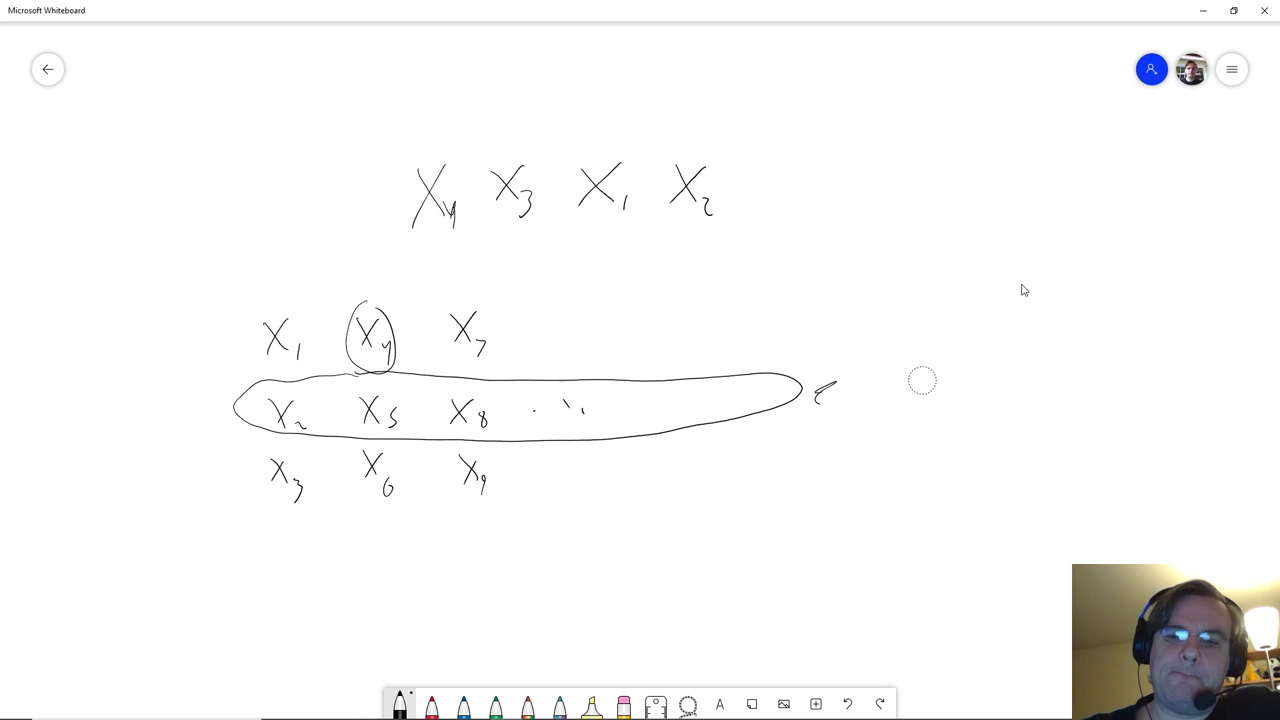 Microsoft Whiteboard
X₄ X₃ X₁ X₂
X₁ X₄ X₇
X₂ X₅ X₈ . . .
X₃ X₆ X₉
A